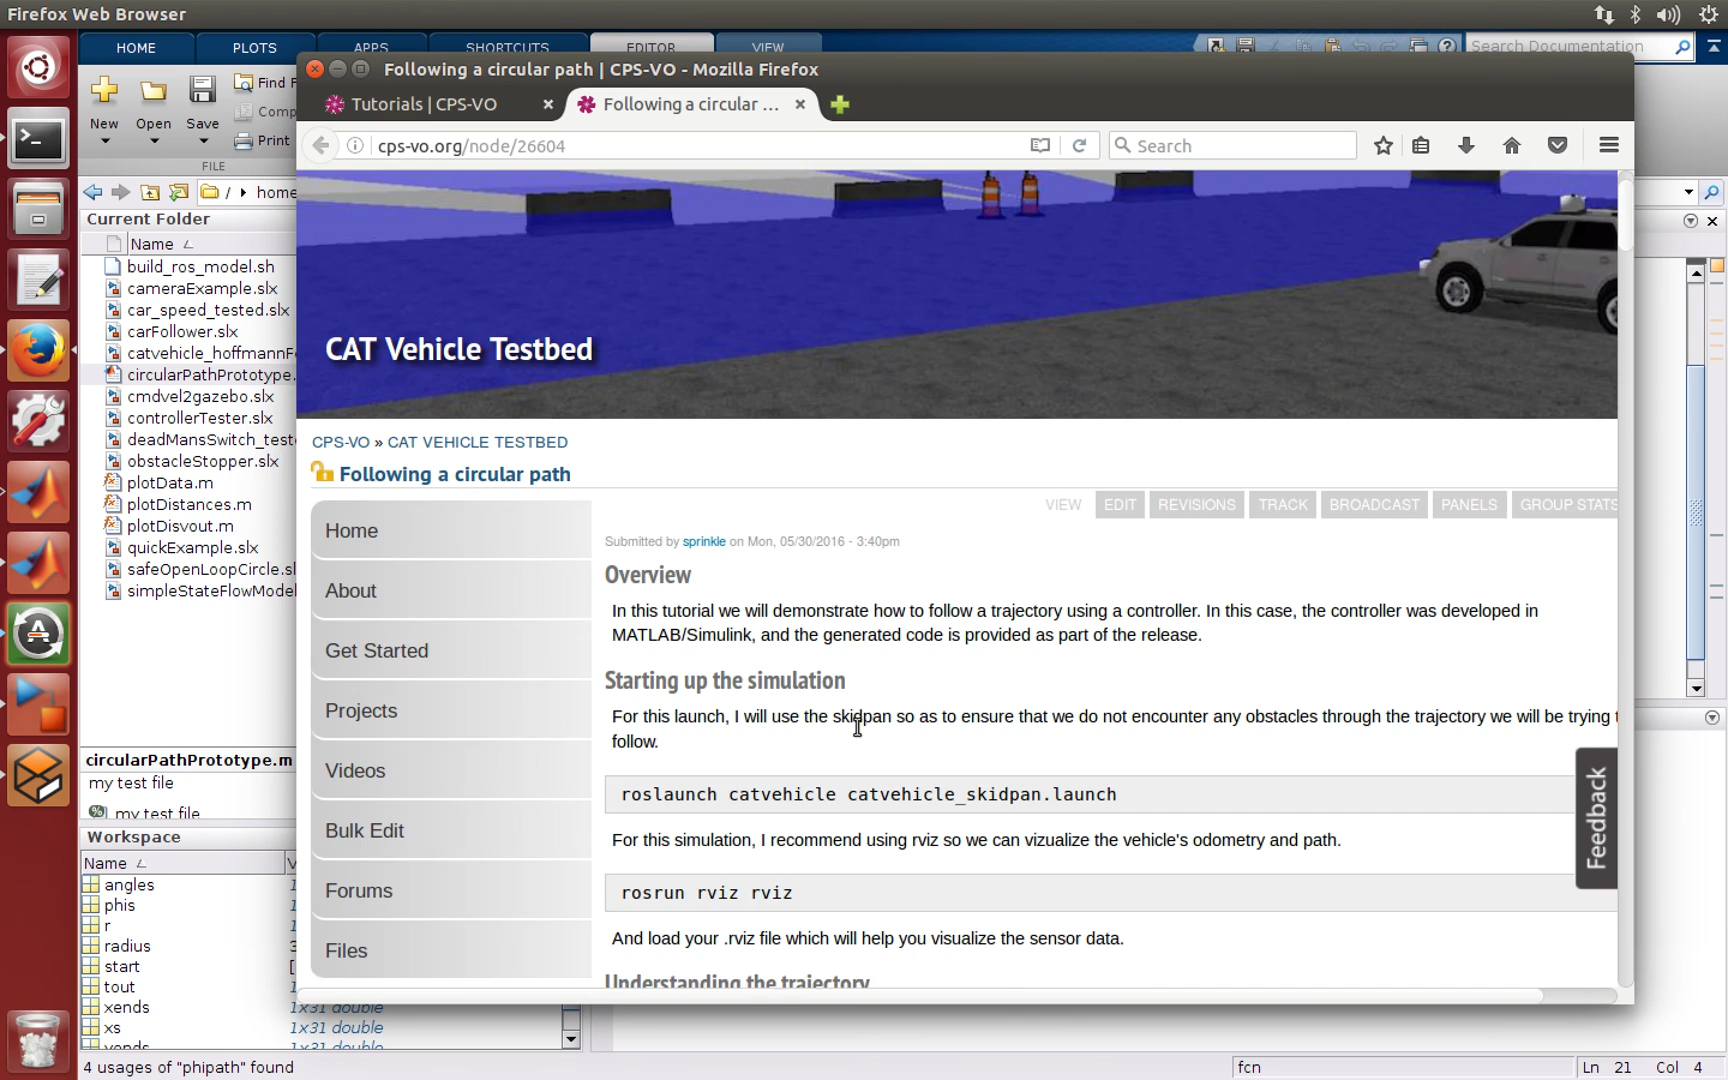 Firefox Web Browser
HOME PLOTS APPS SHORTCUTS EDITOR VIEW
Search Documentation
New Open Save
Find
Print
FILE
/ home
Current Folder
Name
build_ros_model.sh
cameraExample.slx
car_speed_tested.slx
carFollower.slx
catvehicle_hoffmannF
circularPathPrototype.
cmdvel2gazebo.slx
controllerTester.slx
deadMansSwitch_test
obstacleStopper.slx
plotData.m
plotDistances.m
plotDisvout.m
quickExample.slx
safeOpenLoopCircle.sl
simpleStateFlowModel
circularPathPrototype.m
my test file
my test file
Workspace
Name
angles
phis
r
radius
start
tout
xends 1x31 double
xs 1x31 double
yends 1x31 double
4 usages of "phipath" found
fcn
Ln 21 Col 4
Following a circular path | CPS-VO - Mozilla Firefox
Tutorials | CPS-VO
Following a circular ...
cps-vo.org/node/26604
Search
CAT Vehicle Testbed
CPS-VO » CAT VEHICLE TESTBED
Following a circular path
Home
About
Get Started
Projects
Videos
Bulk Edit
Forums
Files
VIEW EDIT REVISIONS TRACK BROADCAST PANELS GROUP STATS
Submitted by sprinkle on Mon, 05/30/2016 - 3:40pm
Overview
In this tutorial we will demonstrate how to follow a trajectory using a controller. In this case, the controller was developed in
MATLAB/Simulink, and the generated code is provided as part of the release.
Starting up the simulation
For this launch, I will use the skidpan so as to ensure that we do not encounter any obstacles through the trajectory we will be trying
follow.
roslaunch catvehicle catvehicle_skidpan.launch
For this simulation, I recommend using rviz so we can vizualize the vehicle's odometry and path.
rosrun rviz rviz
And load your .rviz file which will help you visualize the sensor data.
Understanding the trajectory
Feedback